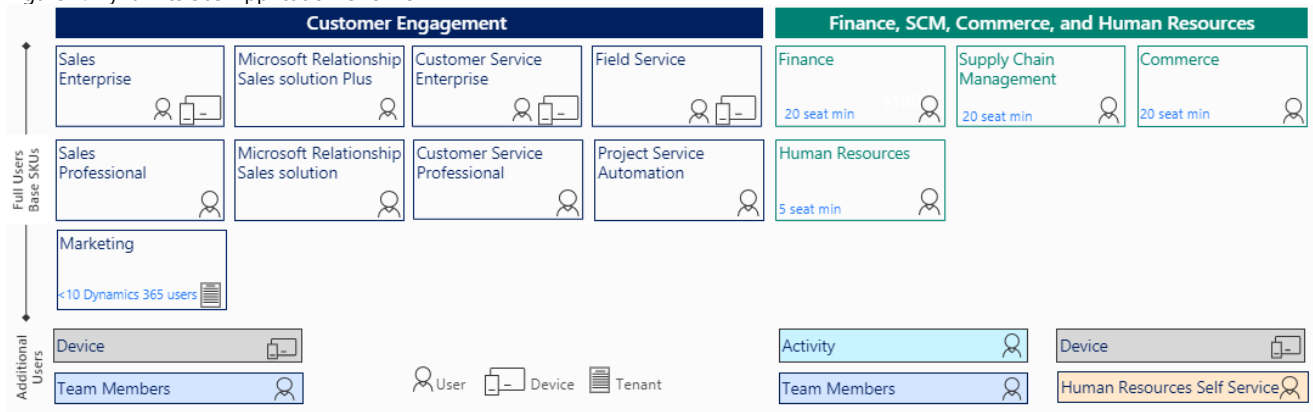 Customer Engagement
Finance, SCM, Commerce, and Human Resources
Sales
Enterprise
Microsoft Relationship
Sales solution Plus
Customer Service
Enterprise
Field Service
Finance
20 seat min
Supply Chain
Management
20 seat min
Commerce
20 seat min
Full Users
Base SKUs
Sales
Professional
Microsoft Relationship
Sales solution
Customer Service
Professional
Project Service
Automation
Human Resources
5 seat min
Marketing
<10 Dynamics 365 users
Additional
Users
Device
Team Members
User
Device
Tenant
Activity
Team Members
Device
Human Resources Self Service